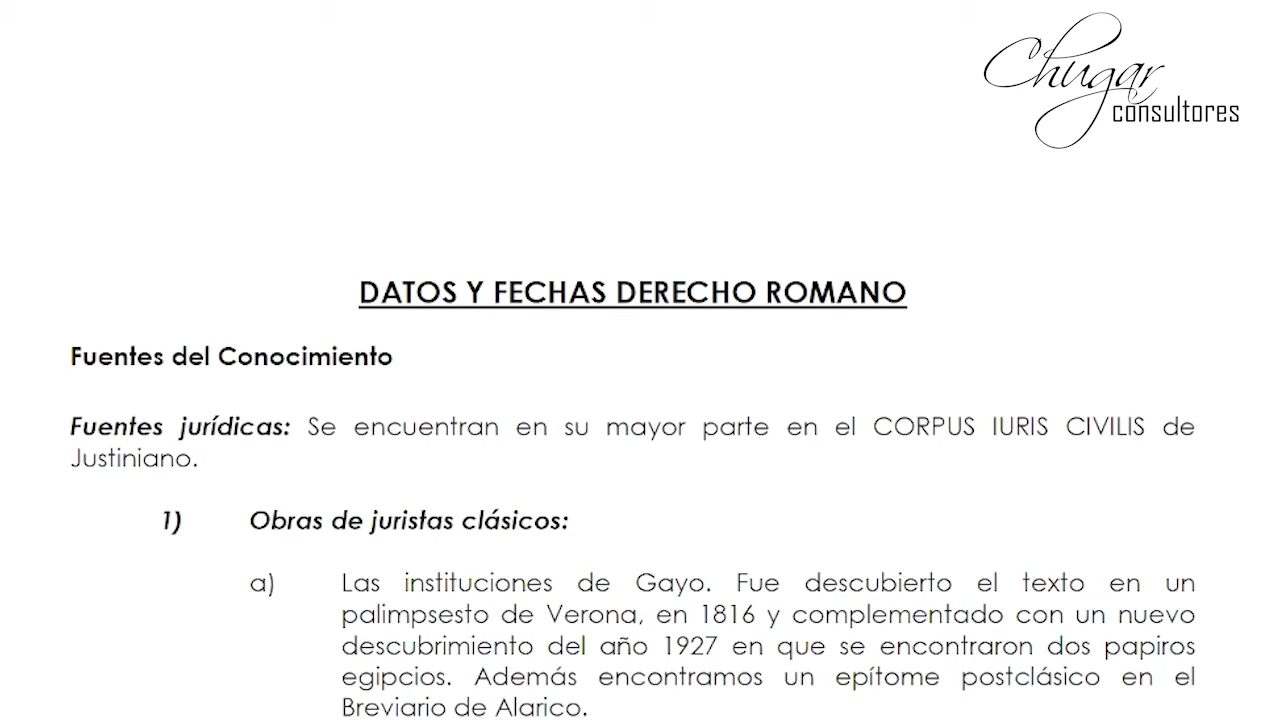 Chugar
consultores
DATOS Y FECHAS DERECHO ROMANO
Fuentes del Conocimiento
Fuentes jurídicas: Se encuentran en su mayor parte en el CORPUS IURIS CIVILIS de
Justiniano.
1) Obras de juristas clásicos:
a) Las instituciones de Gayo. Fue descubierto el texto en un
palimpsesto de Verona, en 1816 y complementado con un nuevo
descubrimiento del año 1927 en que se encontraron dos papiros
egipcios. Además encontramos un epítome postclásico en el
Breviario de Alarico.